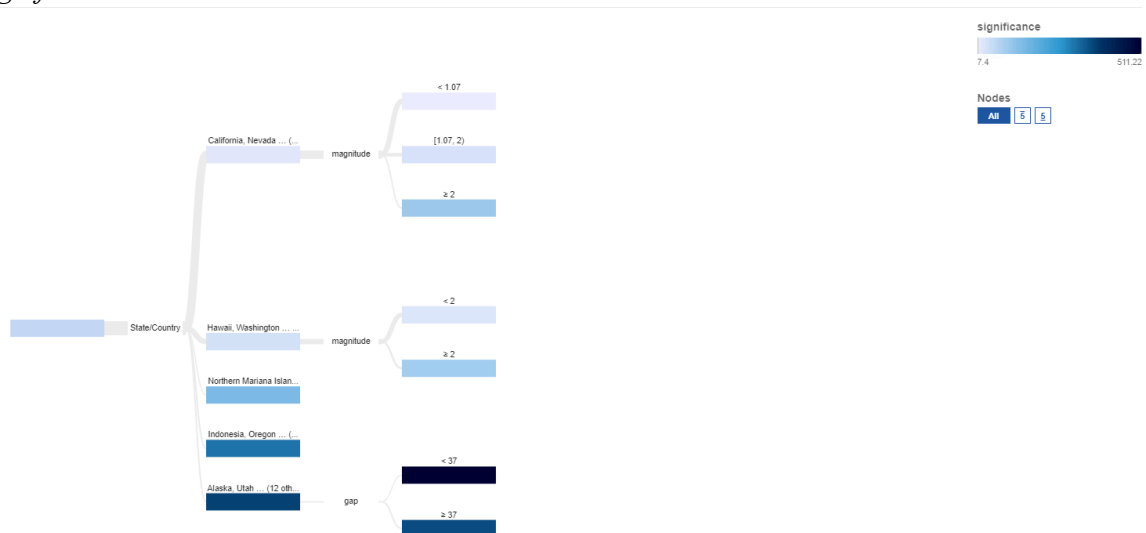 significance
7.4
511.22
Nodes
All
5
5
< 1.07
California, Nevada ... (...
magnitude
[1.07, 2)
≥ 2
State/Country
Hawaii, Washington ... ...
magnitude
< 2
≥ 2
Northern Mariana Islan...
Indonesia, Oregon ... (...
Alaska, Utah ... (12 oth...
gap
< 37
≥ 37